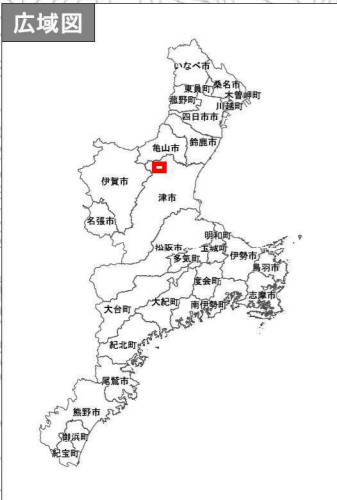 広域図
いなべ市
東員町
桑名市
木曽岬町
菰野町
川越町
四日市市
鈴鹿市
亀山市
伊賀市
津市
名張市
明和町
松阪市
玉城町
多気町
伊勢市
鳥羽市
度会町
大紀町
志摩市
大台町
南伊勢町
紀北町
尾鷲市
熊野市
御浜町
紀宝町